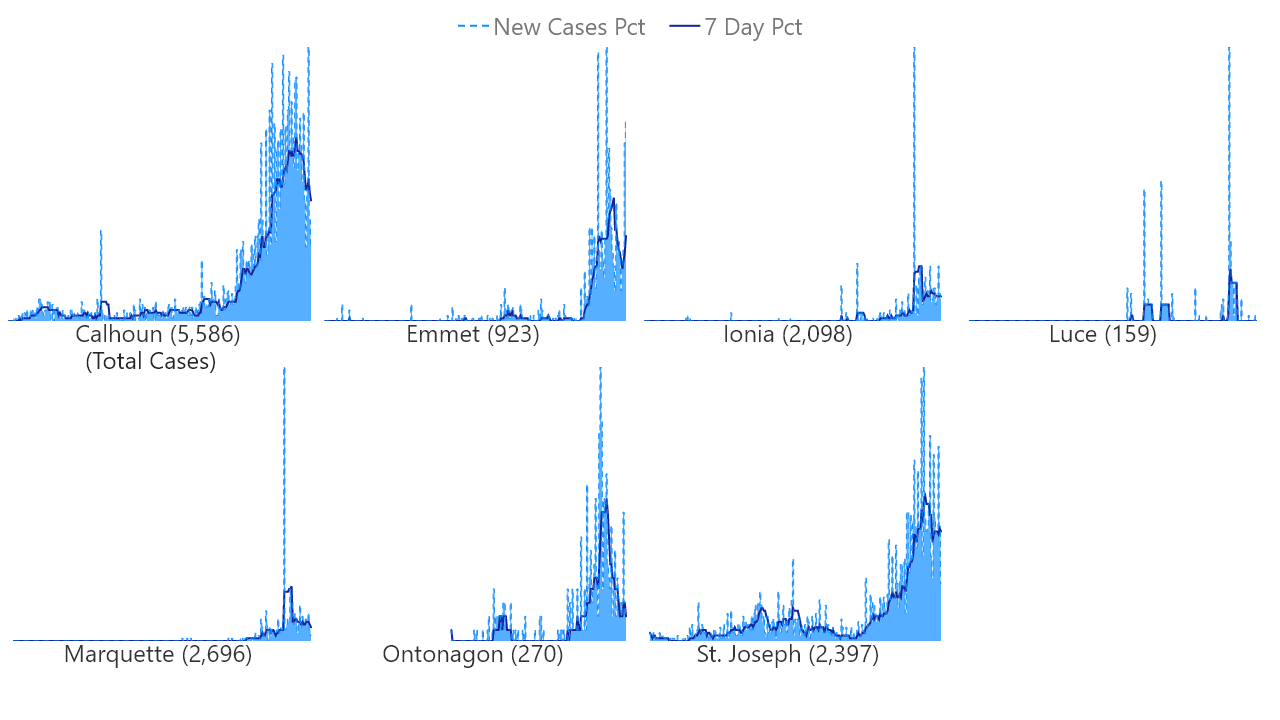 New Cases Pct 7 Day Pct
Calhoun (5,586)
(Total Cases)
Emmet (923)
Ionia (2,098)
Luce (159)
Marquette (2,696)
Ontonagon (270)
St. Joseph (2,397)